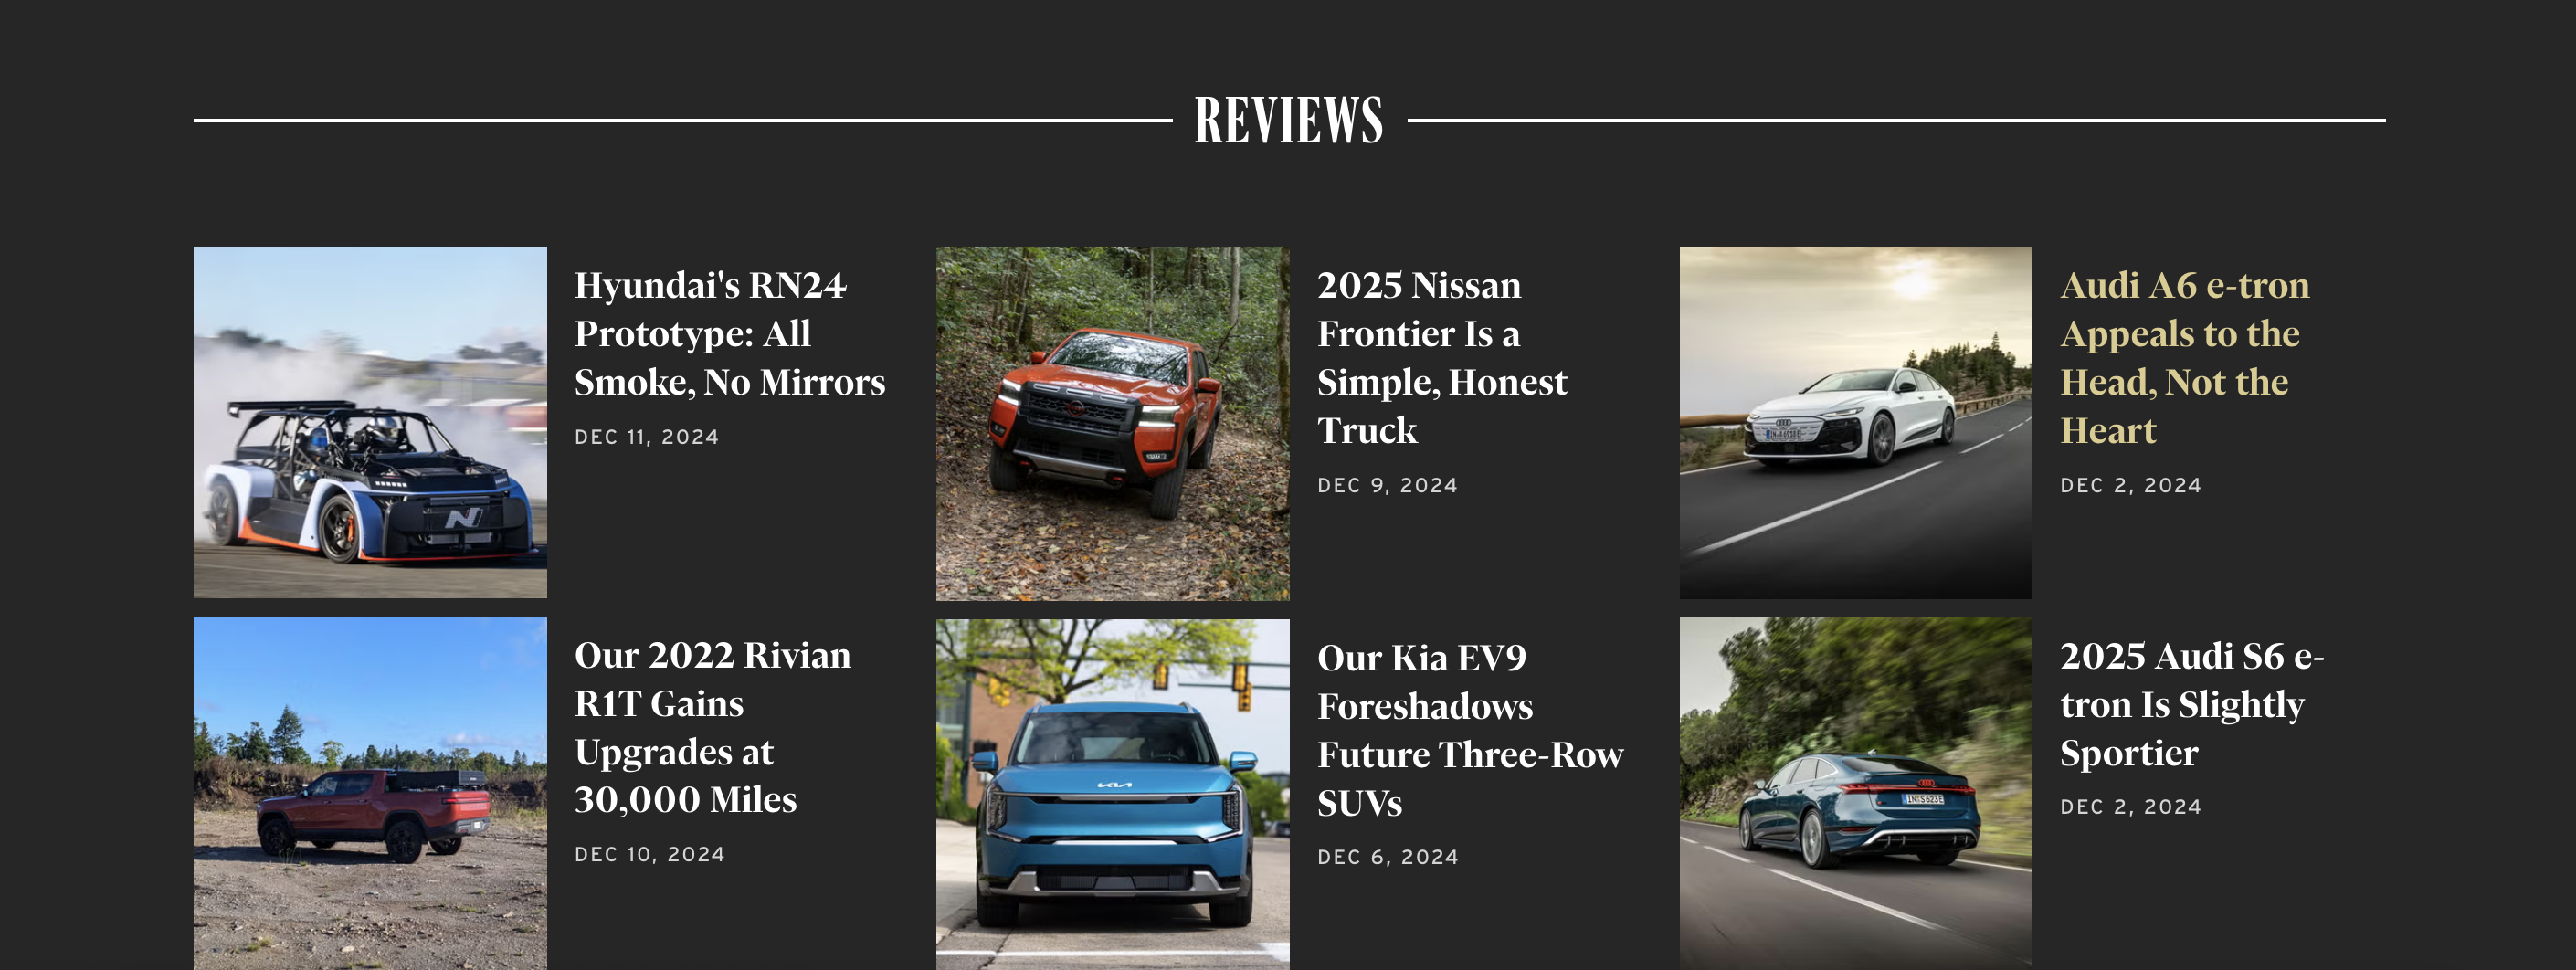 REVIEWS
Hyundai's RN24
Prototype: All
Smoke, No Mirrors
DEC 11, 2024
2025 Nissan
Frontier Is a
Simple, Honest
Truck
DEC 9, 2024
Audi A6 e-tron
Appeals to the
Head, Not the
Heart
DEC 2, 2024
Our 2022 Rivian
R1T Gains
Upgrades at
30,000 Miles
DEC 10, 2024
Our Kia EV9
Foreshadows
Future Three-Row
SUVs
DEC 6, 2024
2025 Audi S6 e-
tron Is Slightly
Sportier
DEC 2, 2024